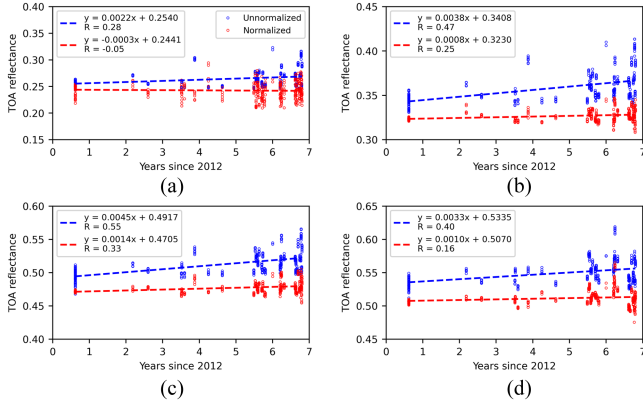 y = 0.0022x + 0.2540
R = 0.28
y = -0.0003x + 0.2441
R = -0.05
Unnormalized
Normalized
TOA reflectance
0.40
0.35
0.30
0.25
0.20
0.15
0 1 2 3 4 5 6 7
Years since 2012
(a)
y = 0.0038x + 0.3408
R = 0.47
y = 0.0008x + 0.3230
R = 0.25
TOA reflectance
0.45
0.40
0.35
0.30
0 1 2 3 4 5 6 7
Years since 2012
(b)
y = 0.0045x + 0.4917
R = 0.55
y = 0.0014x + 0.4705
R = 0.33
TOA reflectance
0.60
0.55
0.50
0.45
0.40
0 1 2 3 4 5 6 7
Years since 2012
(c)
y = 0.0033x + 0.5335
R = 0.40
y = 0.0010x + 0.5070
R = 0.16
TOA reflectance
0.65
0.60
0.55
0.50
0.45
0 1 2 3 4 5 6 7
Years since 2012
(d)